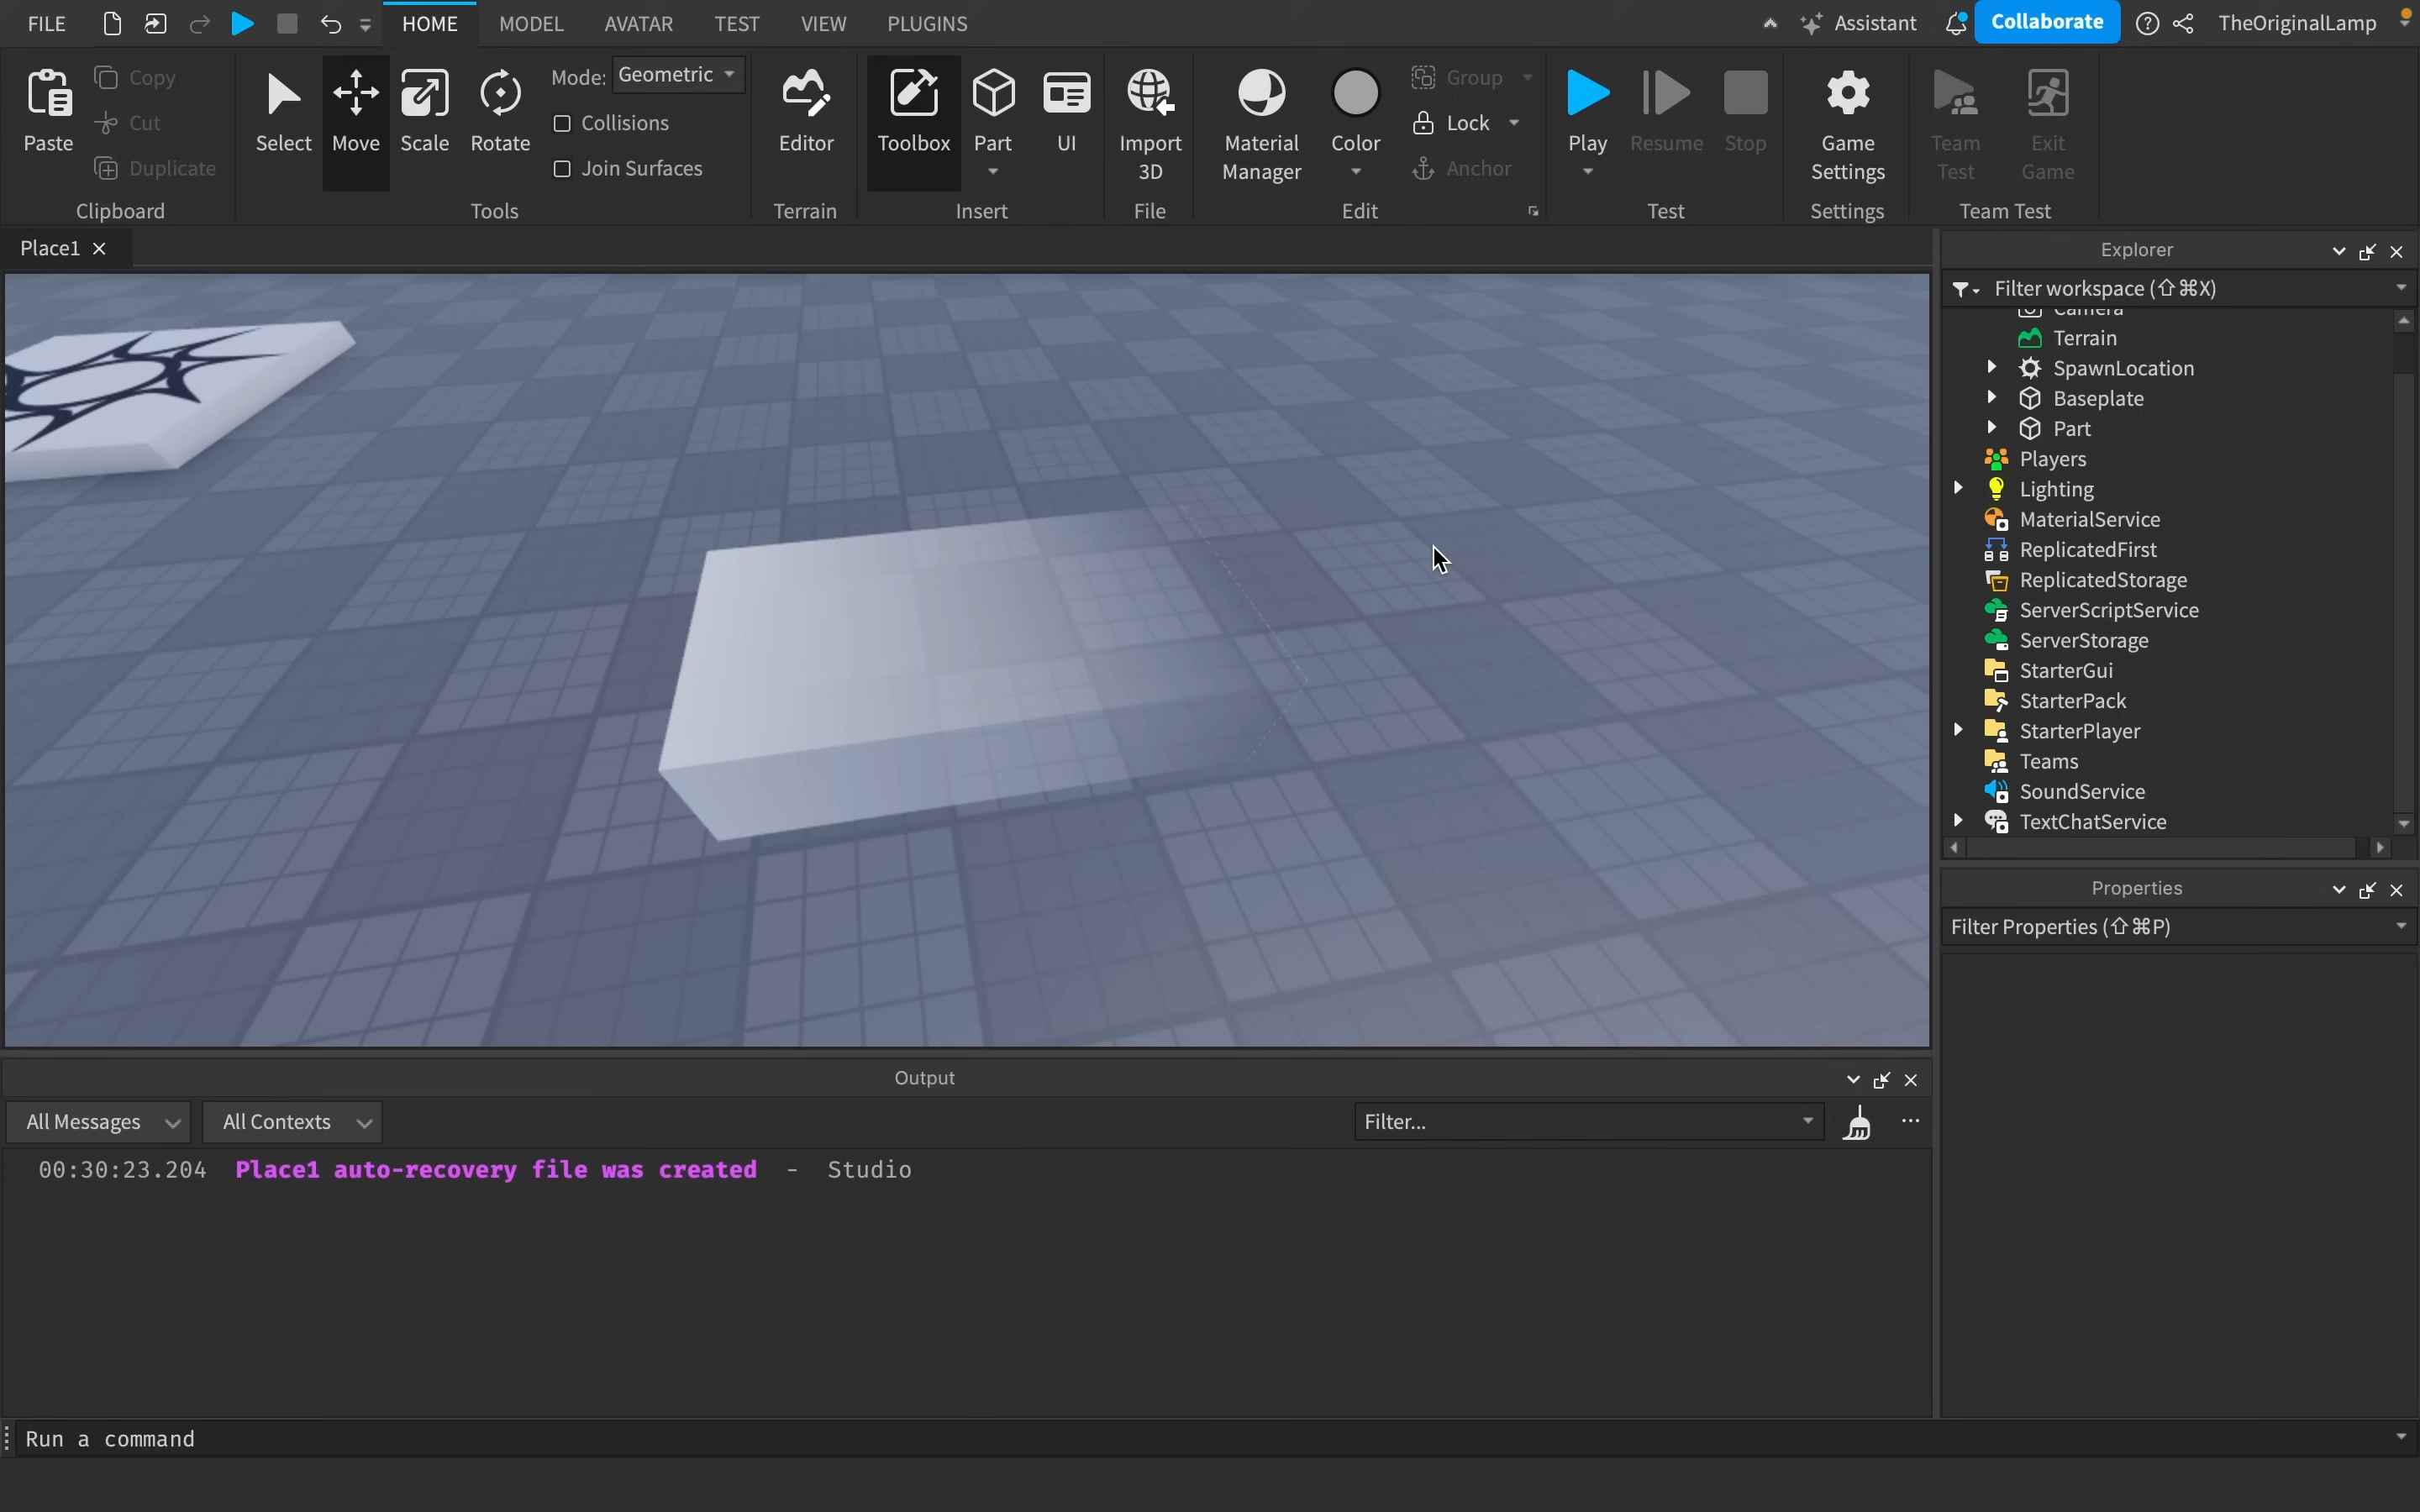 FILE
HOME
MODEL
AVATAR
TEST
VIEW
PLUGINS
Assistant
Collaborate
TheOriginalLamp
Paste
Copy
Cut
Duplicate
Clipboard
Select
Move
Scale
Rotate
Mode: Geometric
Collisions
Join Surfaces
Tools
Editor
Terrain
Toolbox
Part
UI
Insert
Import
3D
File
Material
Manager
Color
Group
Lock
Anchor
Edit
Play
Resume
Stop
Test
Game
Settings
Settings
Team
Test
Exit
Game
Team Test
Place1
Explorer
Filter workspace (⇧⌘X)
Camera
Terrain
SpawnLocation
Baseplate
Part
Players
Lighting
MaterialService
ReplicatedFirst
ReplicatedStorage
ServerScriptService
ServerStorage
StarterGui
StarterPack
StarterPlayer
Teams
SoundService
TextChatService
Properties
Filter Properties (⇧⌘P)
Output
All Messages
All Contexts
Filter...
00:30:23.204 Place1 auto-recovery file was created - Studio
Run a command